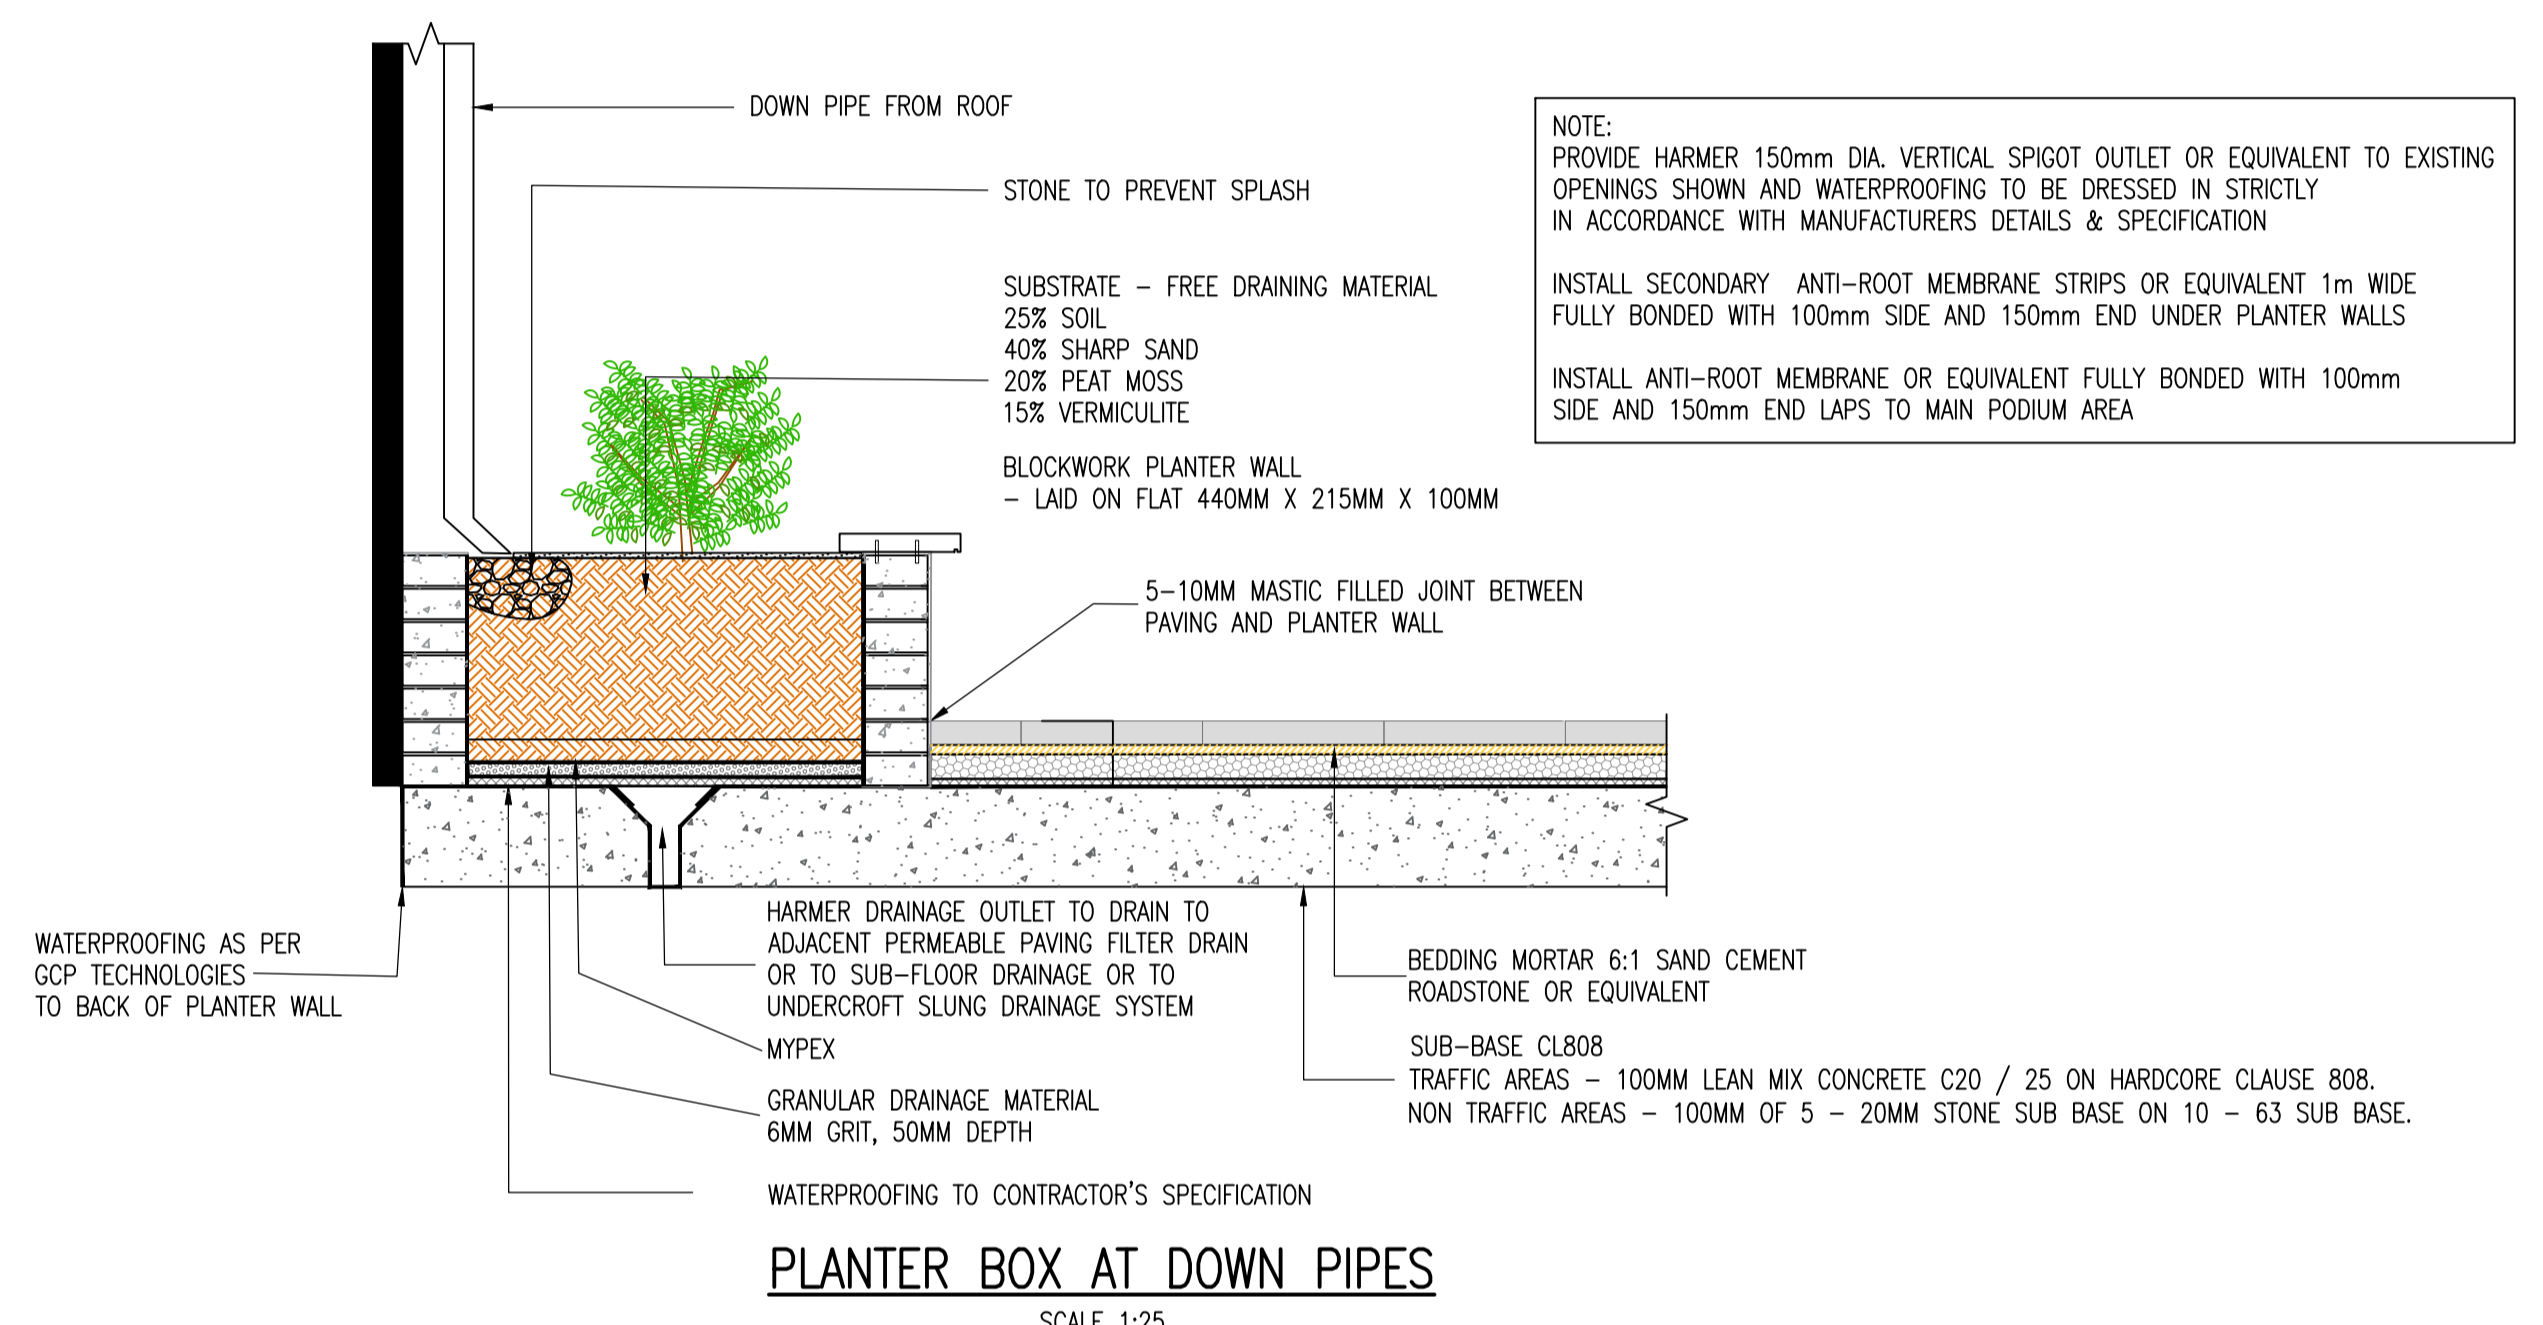 DOWN PIPE FROM ROOF
STONE TO PREVENT SPLASH
SUBSTRATE – FREE DRAINING MATERIAL
25% SOIL
40% SHARP SAND
20% PEAT MOSS
15% VERMICULITE
BLOCKWORK PLANTER WALL
– LAID ON FLAT 440MM X 215MM X 100MM
5–10MM MASTIC FILLED JOINT BETWEEN
PAVING AND PLANTER WALL
NOTE:
PROVIDE HARMER 150mm DIA. VERTICAL SPIGOT OUTLET OR EQUIVALENT TO EXISTING
OPENINGS SHOWN AND WATERPROOFING TO BE DRESSED IN STRICTLY
IN ACCORDANCE WITH MANUFACTURERS DETAILS & SPECIFICATION
INSTALL SECONDARY ANTI–ROOT MEMBRANE STRIPS OR EQUIVALENT 1m WIDE
FULLY BONDED WITH 100mm SIDE AND 150mm END UNDER PLANTER WALLS
INSTALL ANTI–ROOT MEMBRANE OR EQUIVALENT FULLY BONDED WITH 100mm
SIDE AND 150mm END LAPS TO MAIN PODIUM AREA
WATERPROOFING AS PER
GCP TECHNOLOGIES
TO BACK OF PLANTER WALL
HARMER DRAINAGE OUTLET TO DRAIN TO
ADJACENT PERMEABLE PAVING FILTER DRAIN
OR TO SUB–FLOOR DRAINAGE OR TO
UNDERCROFT SLUNG DRAINAGE SYSTEM
MYPEX
GRANULAR DRAINAGE MATERIAL
6MM GRIT, 50MM DEPTH
WATERPROOFING TO CONTRACTOR'S SPECIFICATION
BEDDING MORTAR 6:1 SAND CEMENT
ROADSTONE OR EQUIVALENT
SUB–BASE CL808
TRAFFIC AREAS – 100MM LEAN MIX CONCRETE C20 / 25 ON HARDCORE CLAUSE 808.
NON TRAFFIC AREAS – 100MM OF 5 – 20MM STONE SUB BASE ON 10 – 63 SUB BASE.
PLANTER BOX AT DOWN PIPES
SCALE 1:25